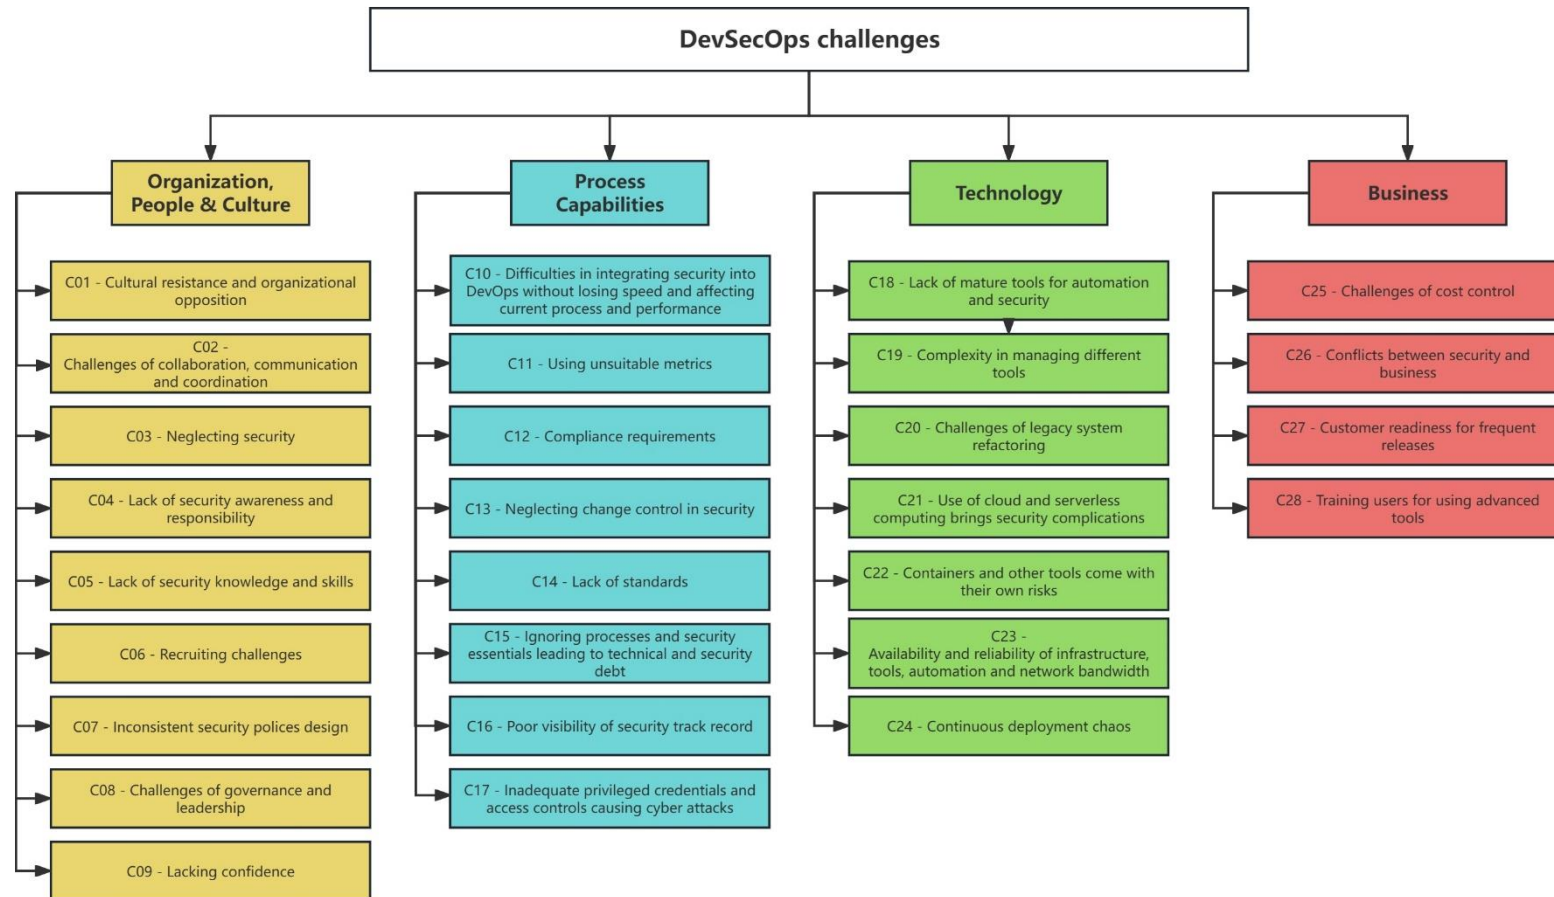 DevSecOps challenges
Organization,
People & Culture
C01 - Cultural resistance and organizational
opposition
C02 -
Challenges of collaboration, communication
and coordination
C03 - Neglecting security
C04 - Lack of security awareness and
responsibility
C05 - Lack of security knowledge and skills
C06 - Recruiting challenges
C07 - Inconsistent security polices design
C08 - Challenges of governance and
leadership
C09 - Lacking confidence
Process
Capabilities
C10 - Difficulties in integrating security into
DevOps without losing speed and affecting
current process and performance
C11 - Using unsuitable metrics
C12 - Compliance requirements
C13 - Neglecting change control in security
C14 - Lack of standards
C15 - Ignoring processes and security
essentials leading to technical and security
debt
C16 - Poor visibility of security track record
C17 - Inadequate privileged credentials and
access controls causing cyber attacks
Technology
C18 - Lack of mature tools for automation
and security
C19 - Complexity in managing different
tools
C20 - Challenges of legacy system
refactoring
C21 - Use of cloud and serverless
computing brings security complications
C22 - Containers and other tools come with
their own risks
C23 -
Availability and reliability of infrastructure,
tools, automation and network bandwidth
C24 - Continuous deployment chaos
Business
C25 - Challenges of cost control
C26 - Conflicts between security and
business
C27 - Customer readiness for frequent
releases
C28 - Training users for using advanced
tools